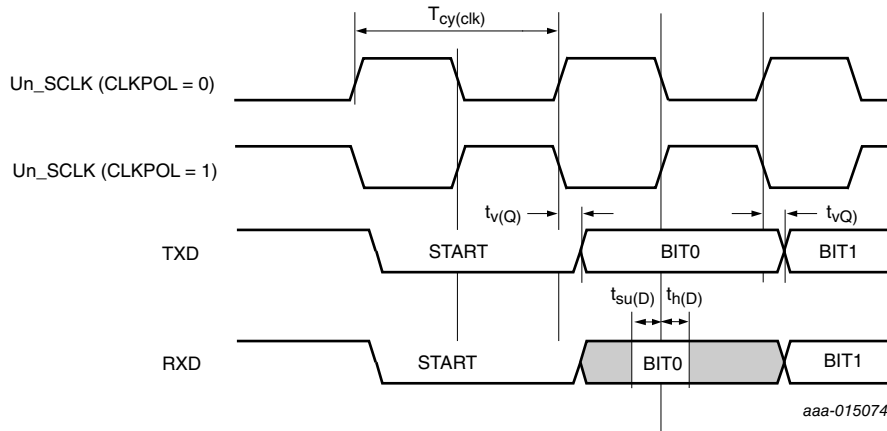 Tcy(clk)
Un_SCLK (CLKPOL = 0)
Un_SCLK (CLKPOL = 1)
tv(Q)
tvQ)
TXD
START
BIT0
BIT1
tsu(D)
th(D)
RXD
START
BIT0
BIT1
aaa-015074